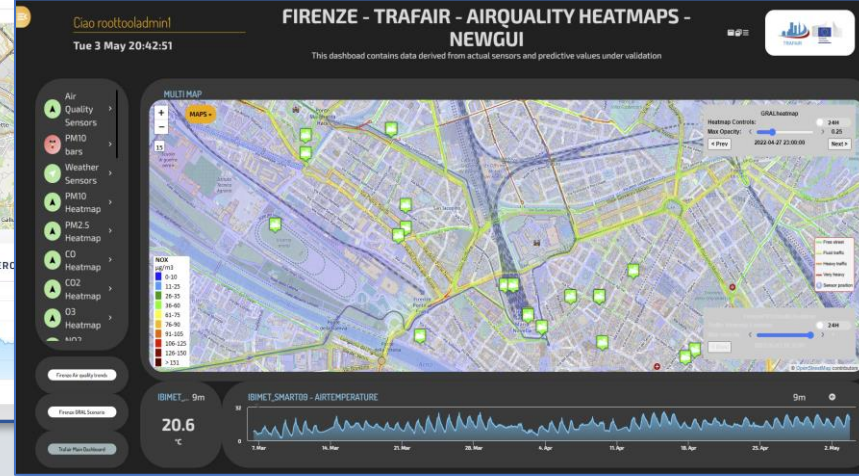 Ciao roottooladmin1
Tue 3 May 20:42:51
FIRENZE - TRAFAIR - AIRQUALITY HEATMAPS - NEWGUI
This dashboad contains data derived from actual sensors and predictive values under validation
TRAFAIR
Air Quality Sensors
PM10 bars
Weather Sensors
PM10 Heatmap
PM2.5 Heatmap
CO Heatmap
CO2 Heatmap
O3 Heatmap
NO2
Firenze Air quality trends
Firenze GRAL Scenario
Trafair Main Dashboard
MULTI MAP
+
−
MAPS +
15
GRALheatmap
Heatmap Controls:
24H
Max Opacity:
0.25
< Prev
2022-04-27 23:00:00
Next >
NOX
µg/m3
0-10
11-25
26-35
36-60
61-75
76-90
91-105
106-125
126-150
> 151
Free street
Fluid traffic
Heavy traffic
Very heavy
Sensor position
24H
© OpenStreetMap contributors
IBIMET_... 9m
20.6
°C
IBIMET_SMART09 - AIRTEMPERATURE
9m
0
7. Mar
14. Mar
21. Mar
28. Mar
4. Apr
11. Apr
18. Apr
25. Apr
2. May